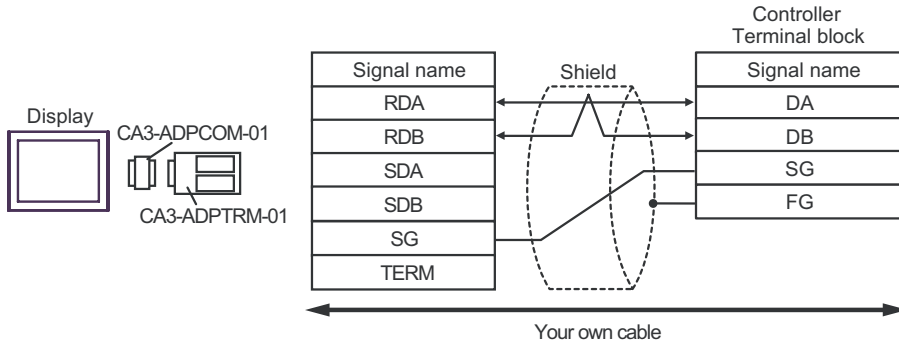 Display
CA3-ADPCOM-01
CA3-ADPTRM-01
Signal name
RDA
RDB
SDA
SDB
SG
TERM
Shield
Controller
Terminal block
Signal name
DA
DB
SG
FG
Your own cable